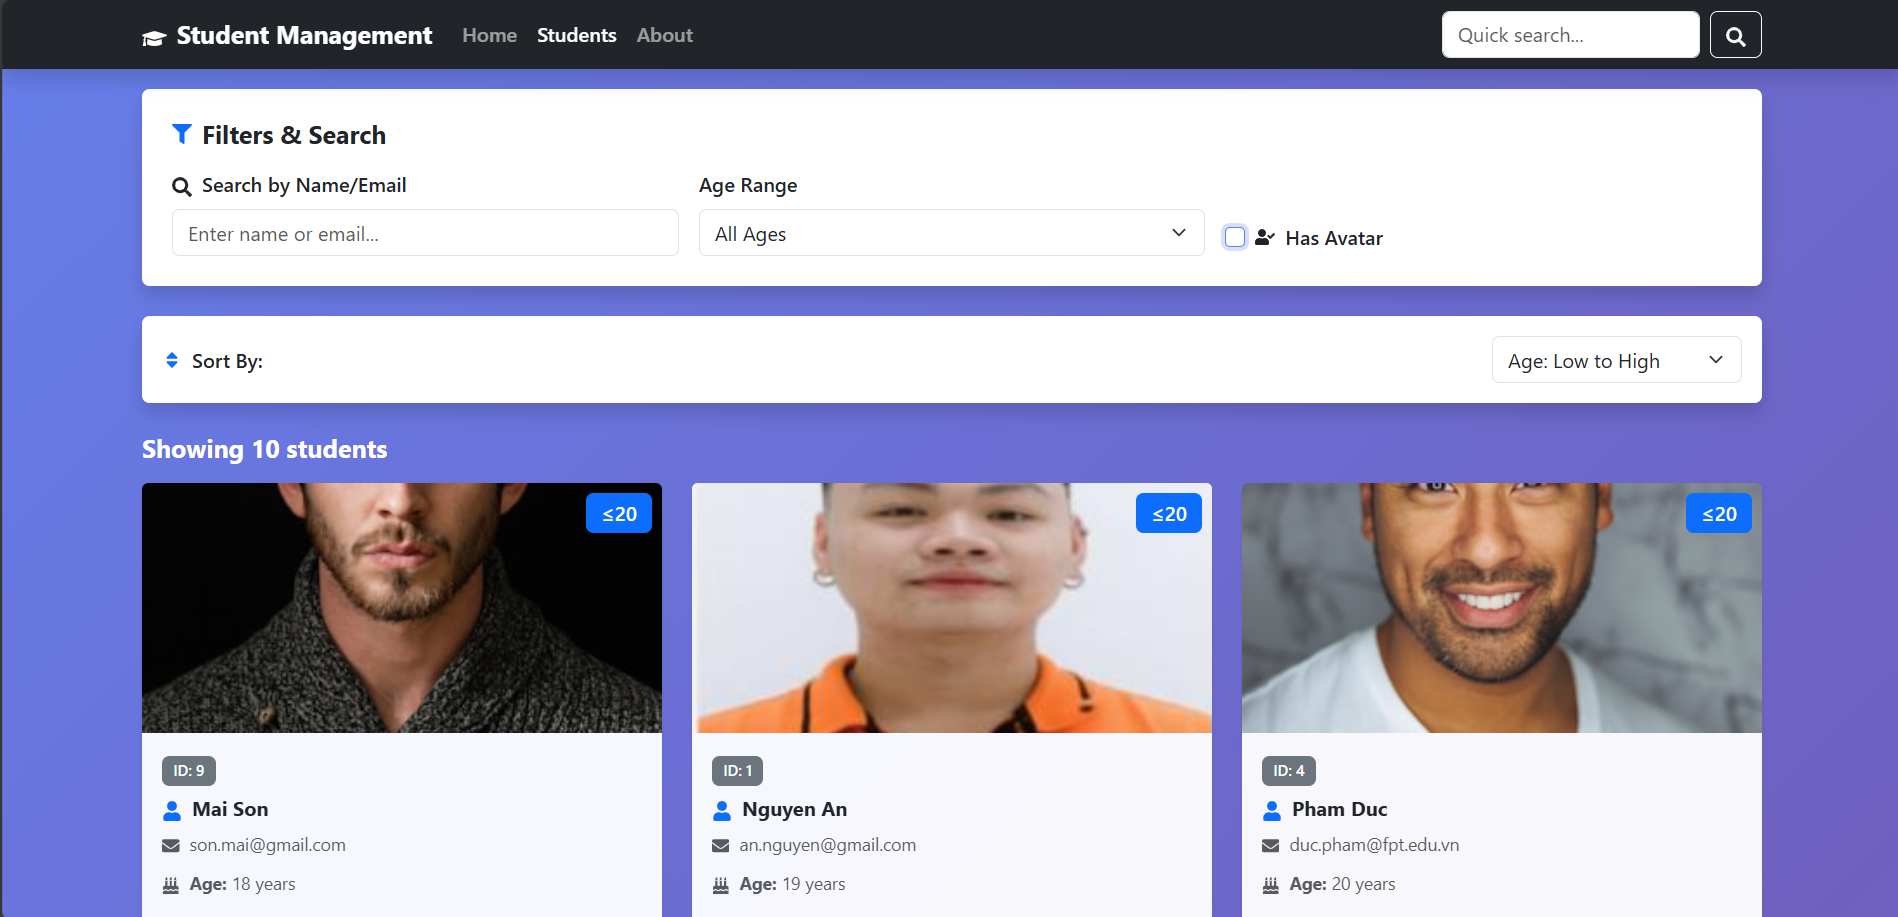 Student Management Home Students About Quick search...
Filters & Search
Search by Name/Email Age Range
Enter name or email... All Ages Has Avatar
Sort By: Age: Low to High
Showing 10 students
≤20 ≤20 ≤20
ID: 9 ID: 1 ID: 4
Mai Son Nguyen An Pham Duc
son.mai@gmail.com an.nguyen@gmail.com duc.pham@fpt.edu.vn
Age: 18 years Age: 19 years Age: 20 years